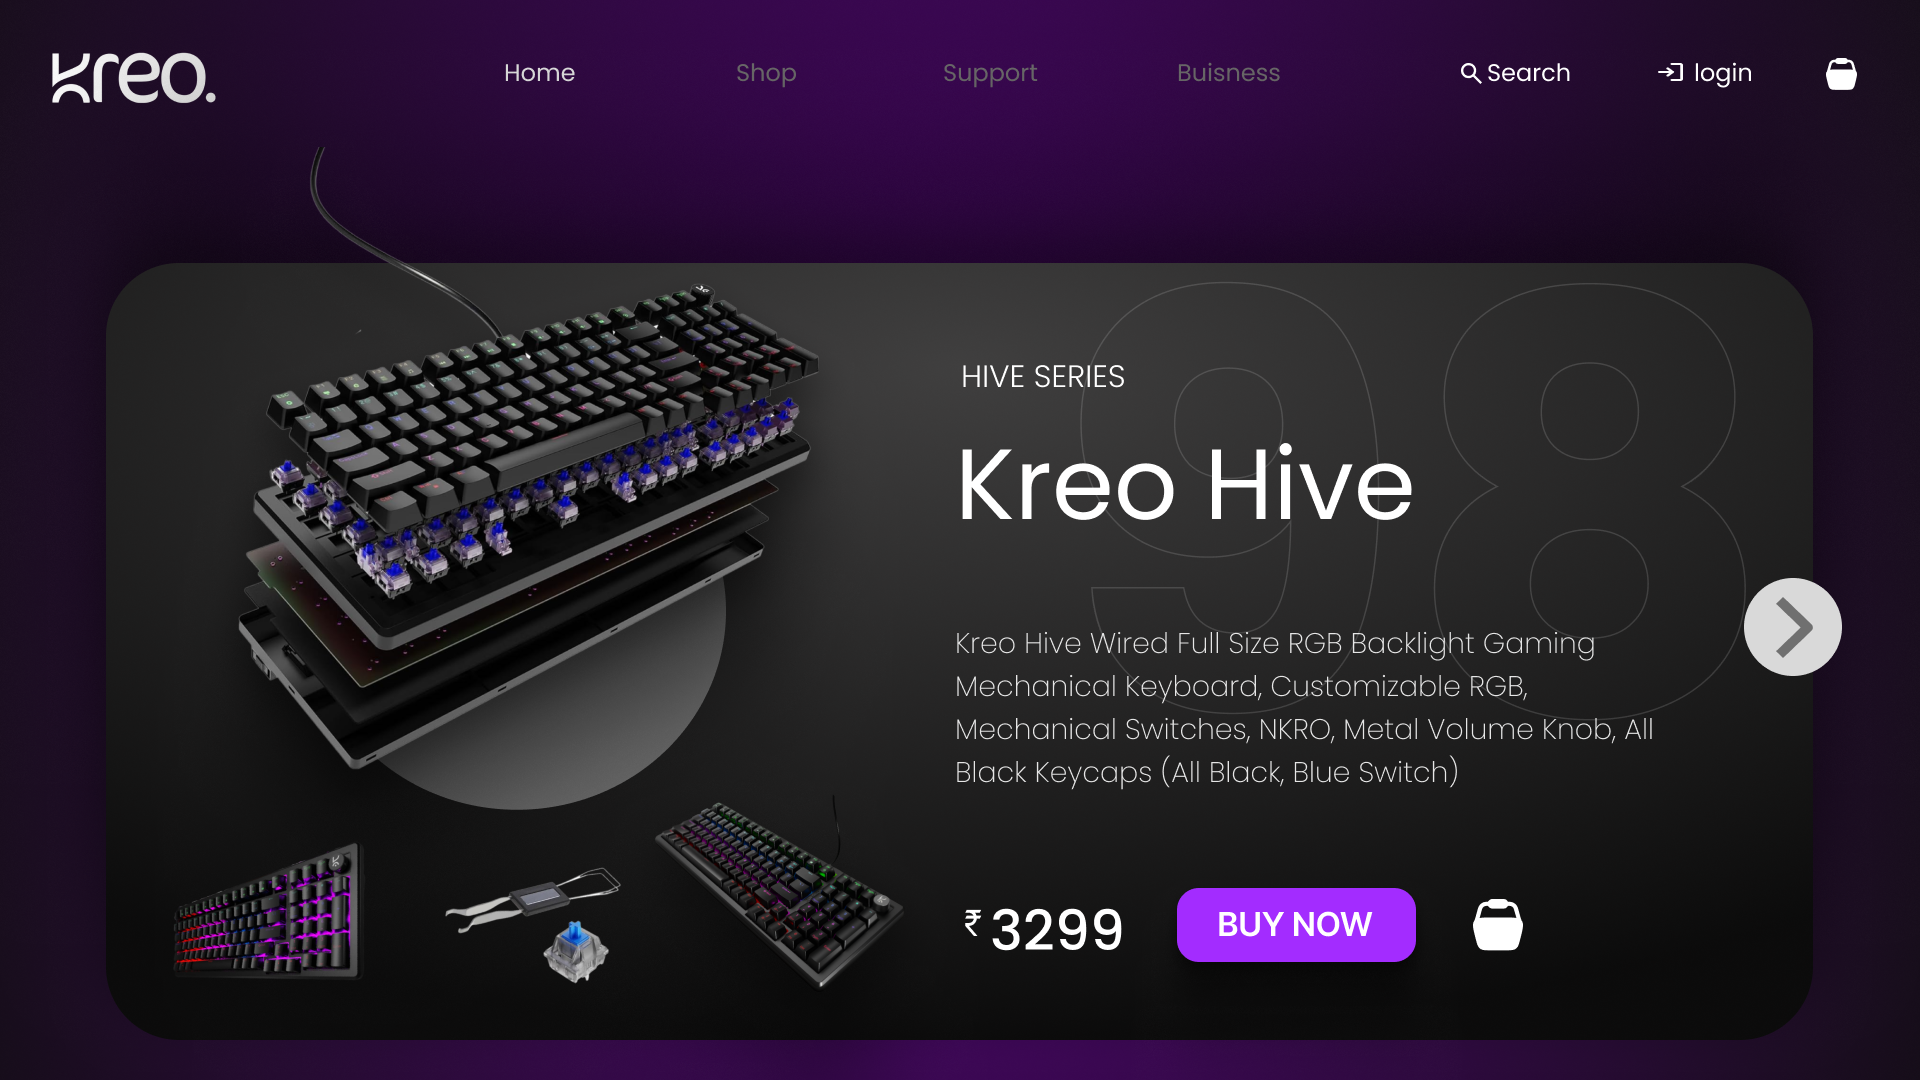 kreo.
Home
Shop
Support
Buisness
Search
login
98
HIVE SERIES
Kreo Hive
Kreo Hive Wired Full Size RGB Backlight Gaming
Mechanical Keyboard, Customizable RGB,
Mechanical Switches, NKRO, Metal Volume Knob, All
Black Keycaps (All Black, Blue Switch)
₹3299
BUY NOW